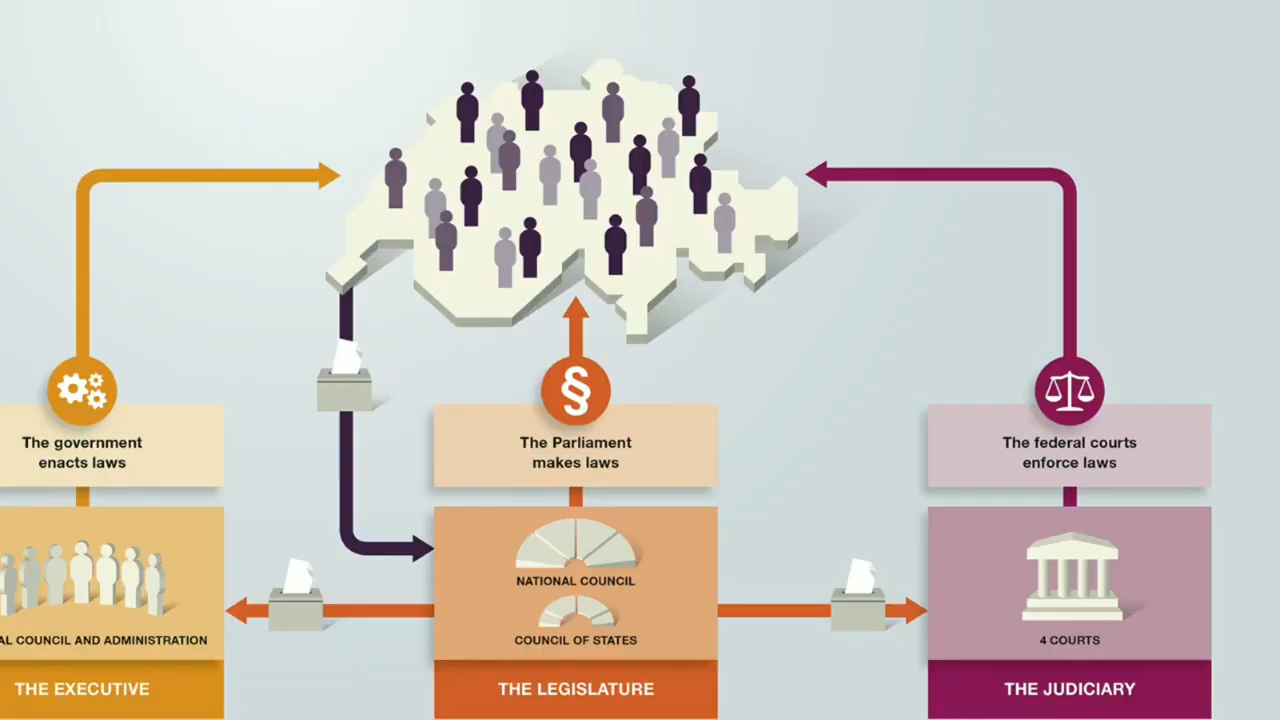 The government
enacts laws
The Parliament
makes laws
The federal courts
enforce laws
§
NATIONAL COUNCIL
COUNCIL OF STATES
COUNCIL AND ADMINISTRATION
4 COURTS
THE EXECUTIVE
THE LEGISLATURE
THE JUDICIARY